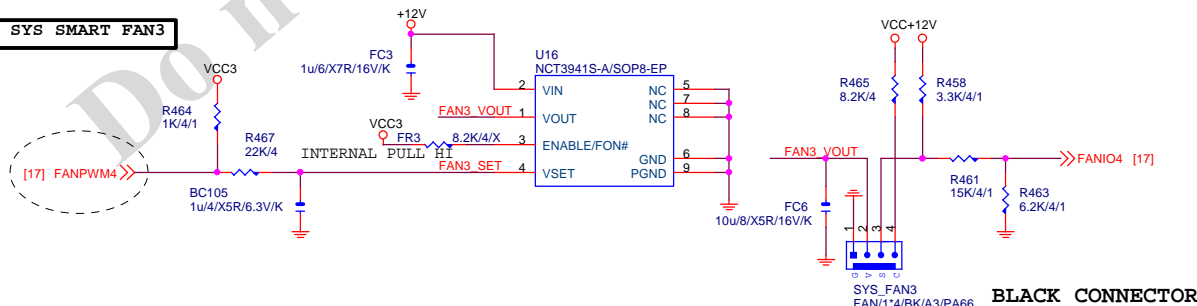 SYS SMART FAN3
Do n
+12V
FC3
1u/6/X7R/16V/K
U16
NCT3941S-A/SOP8-EP
2 VIN
FAN3_VOUT 1 VOUT
3 ENABLE/FON#
FAN3_SET 4 VSET
NC 5
NC 7
NC 8
GND 6
PGND 9
VCC3
R464
1K/4/1
VCC3
FR3 8.2K/4/X
INTERNAL PULL HI
R467
22K/4
[17] FANPWM4
BC105
1u/4/X5R/6.3V/K
VCC +12V
R465
8.2K/4
R458
3.3K/4/1
FAN3_VOUT
FC6
10u/8/X5R/16V/K
R461
15K/4/1
R463
6.2K/4/1
FANIO4 [17]
1 2 3 4
G V S C
SYS_FAN3
FAN/1*4/BK/A3/PA66
BLACK CONNECTOR